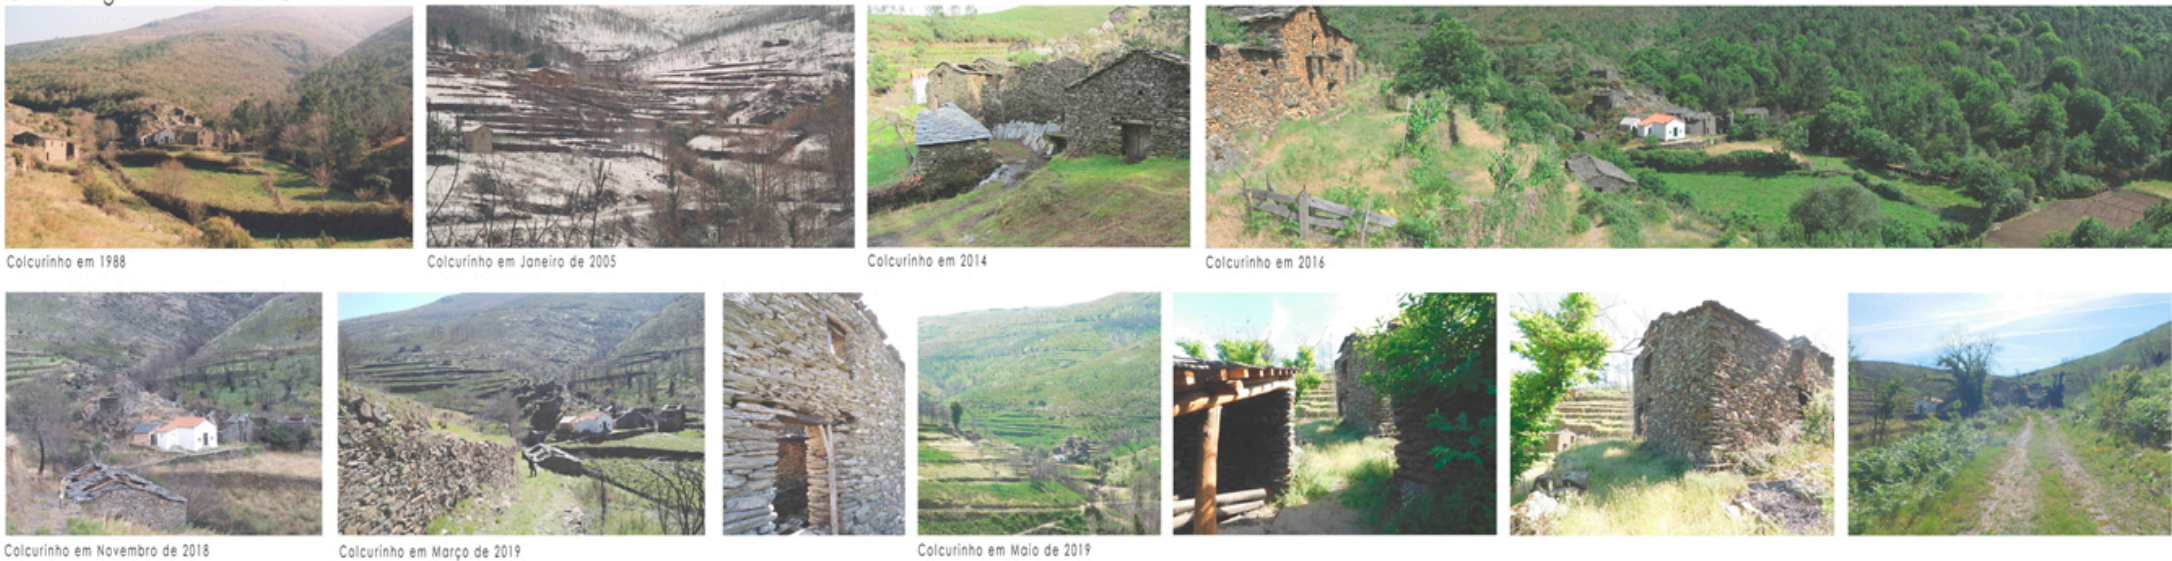 Colcurinho em 1988
Colcurinho em Janeiro de 2005
Colcurinho em 2014
Colcurinho em 2016
Colcurinho em Novembro de 2018
Colcurinho em Março de 2019
Colcurinho em Maio de 2019